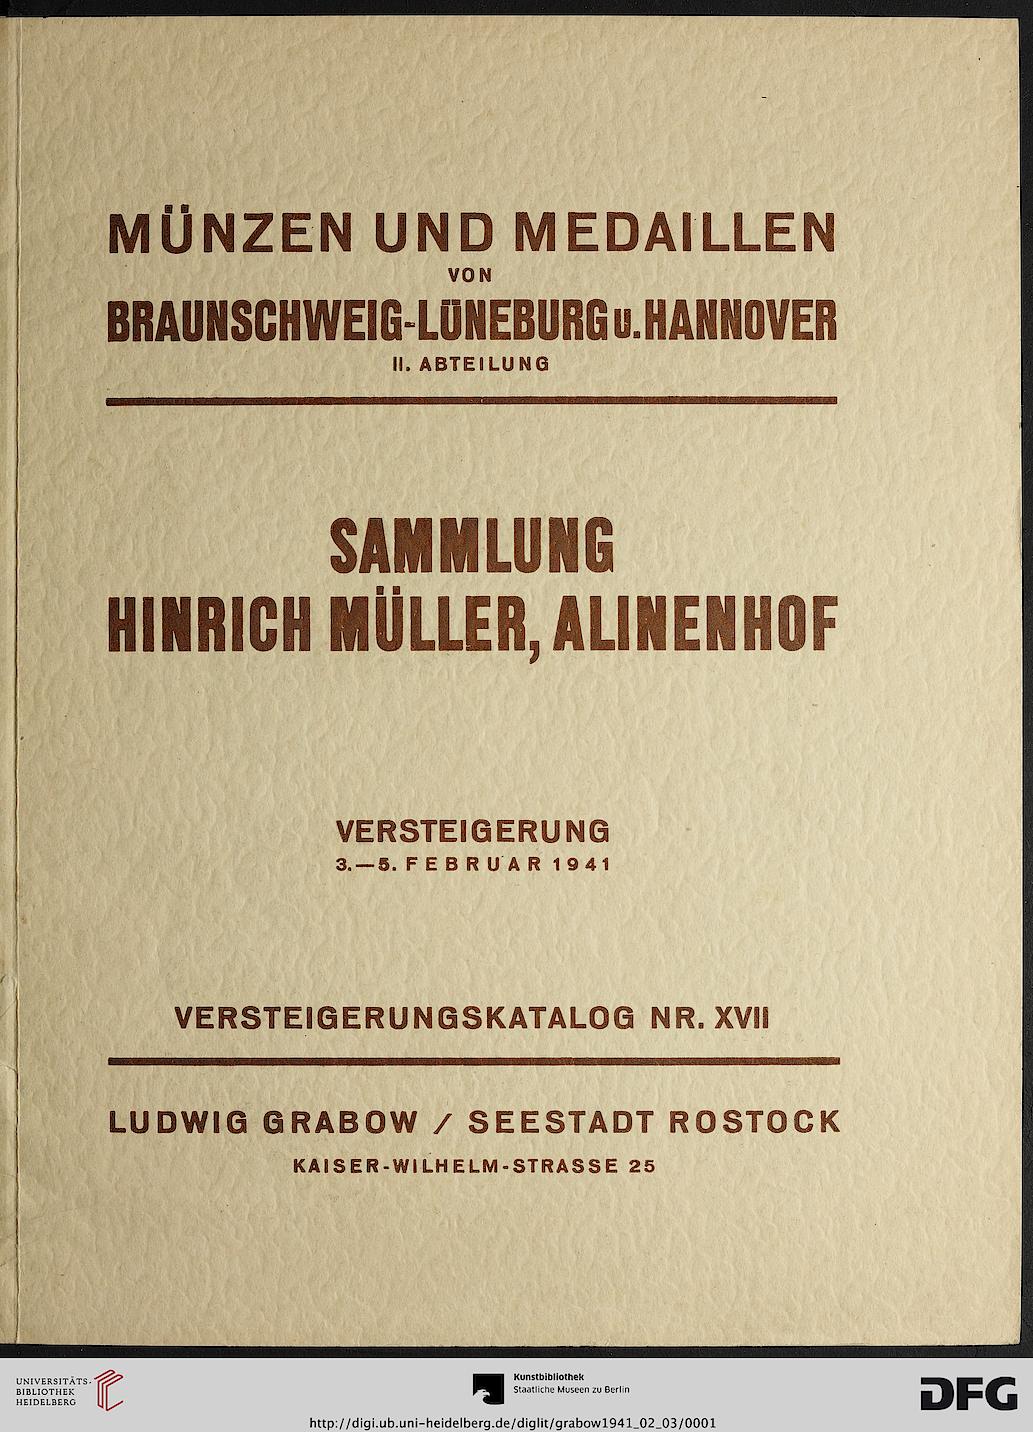 MÜNZEN UND MEDAILLEN
VON
BRAUNSCHWEIG-LÜNEBURG u. HANNOVER
II. ABTEILUNG
SAMMLUNG
HINRICH MÜLLER, ALINENHOF
VERSTEIGERUNG
3.—5. FEBRUAR 1941
VERSTEIGERUNGSKATALOG NR. XVII
LUDWIG GRABOW / SEESTADT ROSTOCK
KAISER-WILHELM-STRASSE 25
UNIVERSITÄTS-
BIBLIOTHEK
HEIDELBERG
Kunstbibliothek
Staatliche Museen zu Berlin
DFG
http://digi.ub.uni-heidelberg.de/diglit/grabow1941_02_03/0001